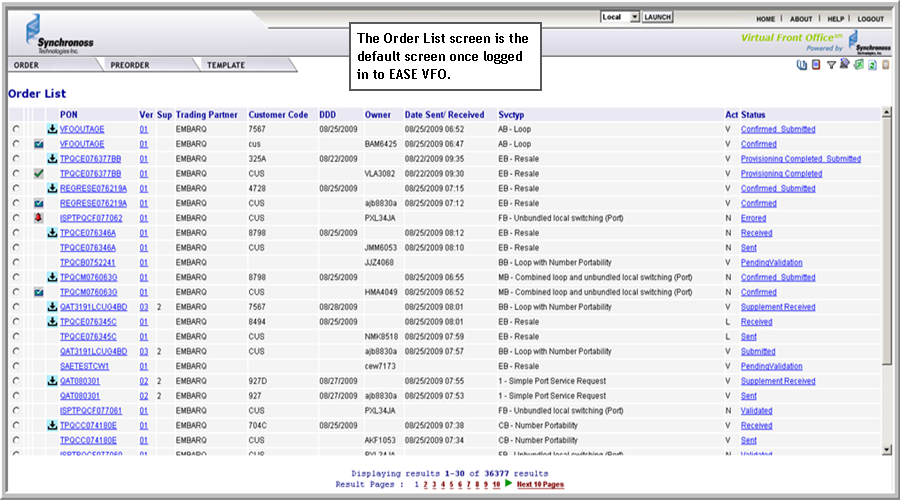 Local LAUNCH HOME | ABOUT | HELP | LOGOUT
Synchronoss
Technologies Inc.
The Order List screen is the
default screen once logged
in to EASE VFO.
Virtual Front Office
Powered by Synchronoss
Technologies, Inc.
ORDER PREORDER TEMPLATE
Order List
PON Ver Sup Trading Partner Customer Code DDD Owner Date Sent/ Received Svctyp Act Status
VFOOUTAGE 01 EMBARQ 7567 08/25/2009 08/25/2009 06:52 AB - Loop V Confirmed_Submitted
VFOOUTAGE 01 EMBARQ cus BAM6425 08/25/2009 06:47 AB - Loop V Confirmed
TPQCE076377BB 01 EMBARQ 325A 08/22/2009 08/22/2009 09:35 EB - Resale V Provisioning Completed_Submitted
TPQCE076377BB 01 EMBARQ CUS VLA3082 08/22/2009 09:30 EB - Resale V Provisioning Completed
REGRESE076219A 01 EMBARQ 4728 08/25/2009 08/25/2009 07:15 EB - Resale V Confirmed_Submitted
REGRESE076219A 01 EMBARQ CUS ajb8830a 08/25/2009 07:12 EB - Resale V Confirmed
ISPTPQCF077062 01 EMBARQ CUS PXL34JA FB - Unbundled local switching (Port) N Errored
TPQCE076346A 01 EMBARQ 8798 08/25/2009 08/25/2009 08:12 EB - Resale N Received
TPQCE076346A 01 EMBARQ CUS JMM6053 08/25/2009 08:10 EB - Resale N Sent
TPQCB0752241 01 EMBARQ JJZ4068 BB - Loop with Number Portability V PendingValidation
TPQCM076063G 01 EMBARQ 8798 08/25/2009 08/25/2009 06:55 MB - Combined loop and unbundled local switching (Port) N Confirmed_Submitted
TPQCM076063G 01 EMBARQ CUS HMA4049 08/25/2009 06:52 MB - Combined loop and unbundled local switching (Port) N Confirmed
QAT3191LCUG4BD 03 2 EMBARQ 7567 08/28/2009 08/25/2009 08:01 BB - Loop with Number Portability V Supplement Received
TPQCE076345C 01 EMBARQ 8494 08/25/2009 08/25/2009 08:01 EB - Resale L Received
TPQCE076345C 01 EMBARQ CUS NMK8518 08/25/2009 07:59 EB - Resale L Sent
QAT3191LCUG4BD 03 2 EMBARQ CUS ajb8830a 08/25/2009 07:57 BB - Loop with Number Portability V Submitted
SAETESTCW1 01 EMBARQ cew7173 EB - Resale V PendingValidation
QAT080301 02 2 EMBARQ 927D 08/27/2009 08/25/2009 07:55 1 - Simple Port Service Request V Supplement Received
QAT080301 02 2 EMBARQ 927 08/27/2009 ajb8830a 08/25/2009 07:53 1 - Simple Port Service Request V Sent
ISPTPQCF077061 01 EMBARQ CUS PXL34JA FB - Unbundled local switching (Port) N Validated
TPQCC074180E 01 EMBARQ 704C 08/25/2009 08/25/2009 07:38 CB - Number Portability V Received
TPQCC074180E 01 EMBARQ CUS AKF1053 08/25/2009 07:34 CB - Number Portability V Sent
ISPTPQCF077060 01 EMBARQ CUS PXL34JA FB - Unbundled local switching (Port) N Validated
Displaying results 1-30 of 36377 results
Result Pages : 1 2 3 4 5 6 7 8 9 10 Next 10 Pages